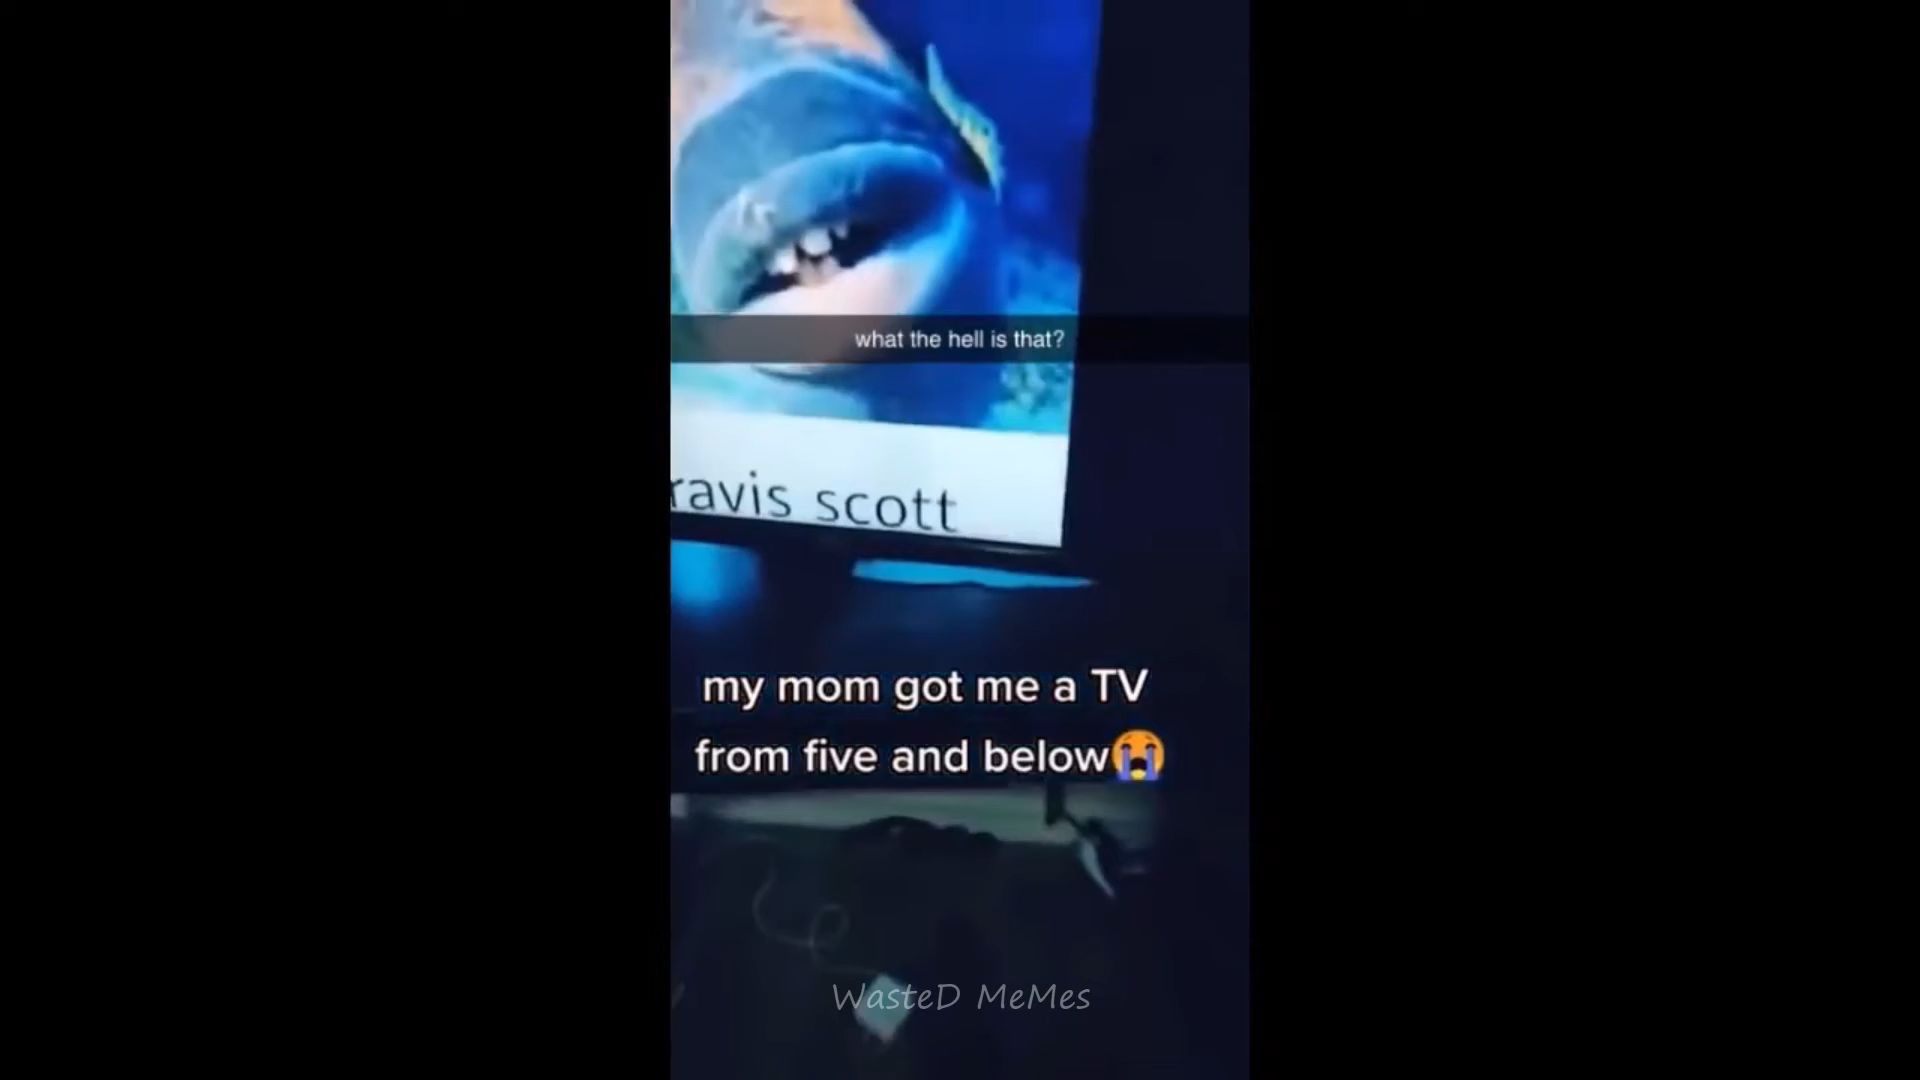 what the hell is that?
ravis scott
my mom got me a TV
from five and below😭
WasteD MeMes